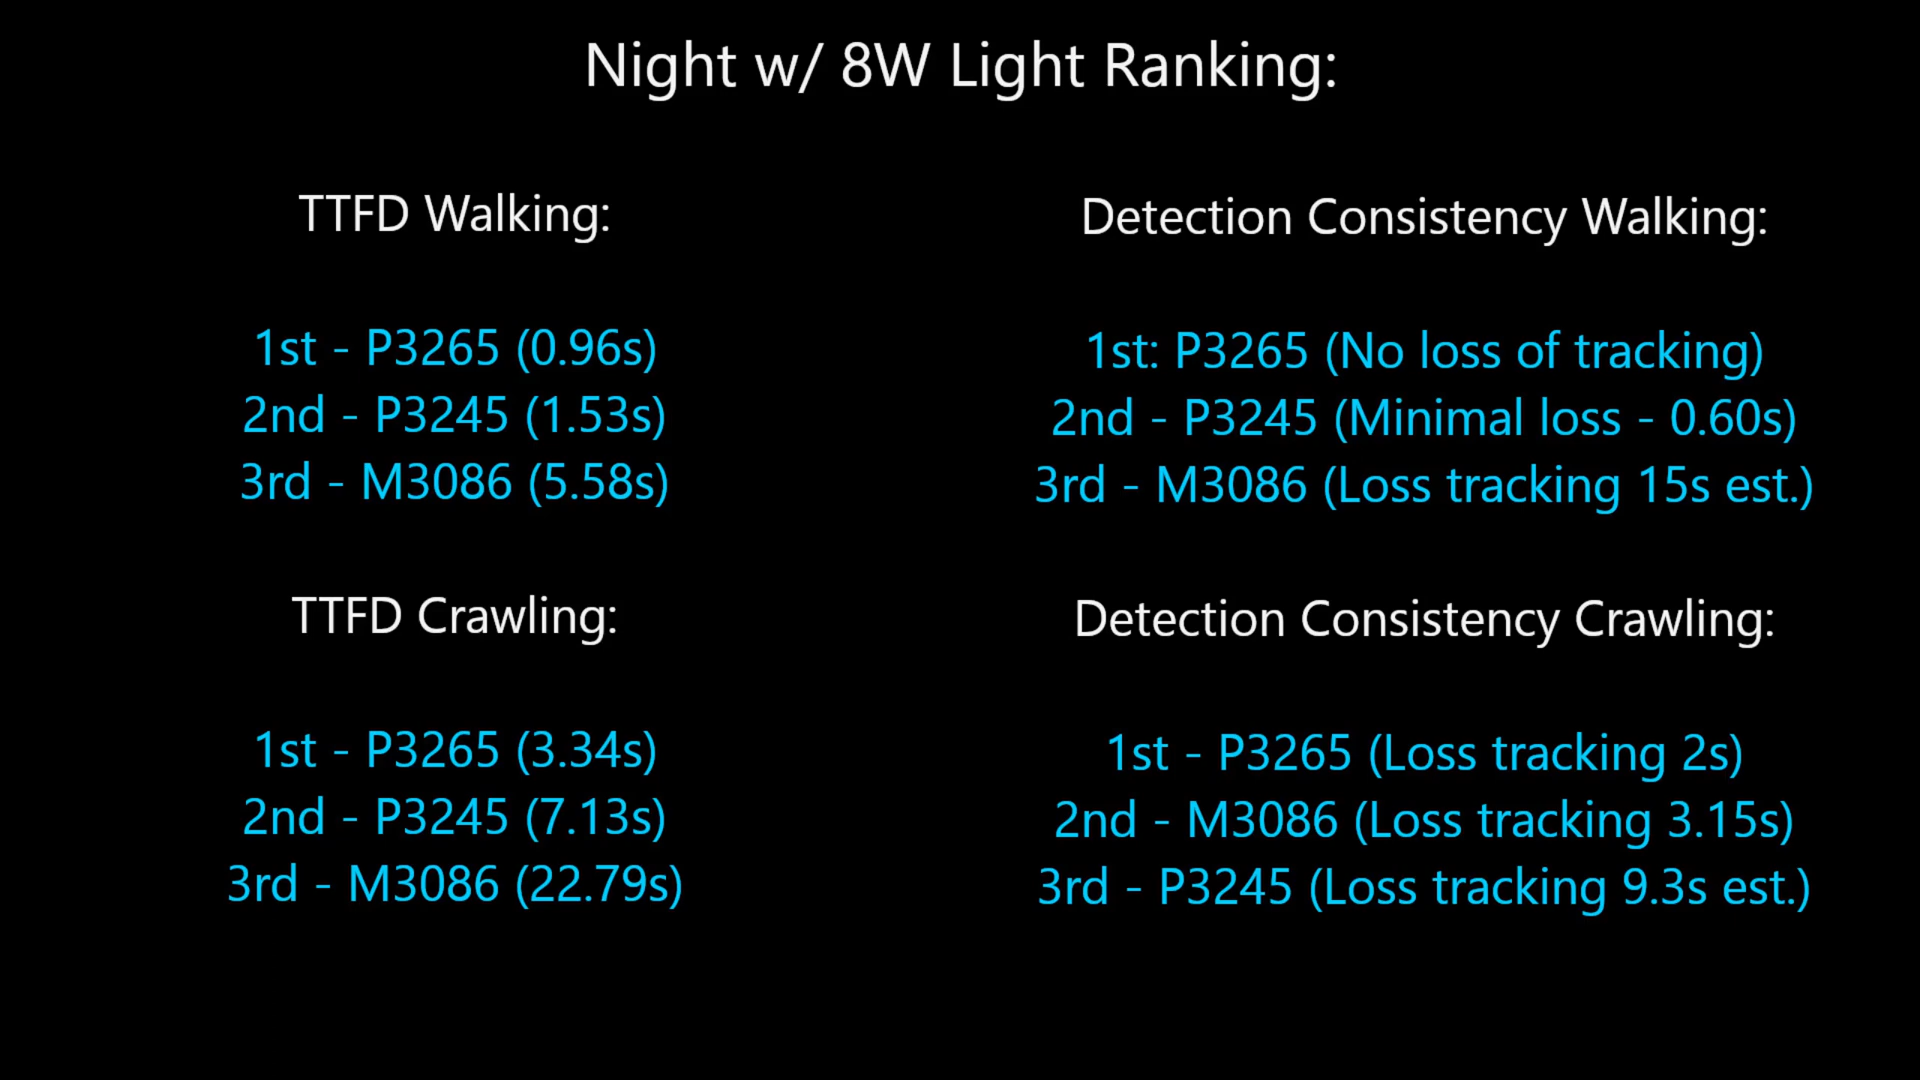 Night w/ 8W Light Ranking:
TTFD Walking:
1st - P3265 (0.96s)
2nd - P3245 (1.53s)
3rd - M3086 (5.58s)
Detection Consistency Walking:
1st: P3265 (No loss of tracking)
2nd - P3245 (Minimal loss - 0.60s)
3rd - M3086 (Loss tracking 15s est.)
TTFD Crawling:
1st - P3265 (3.34s)
2nd - P3245 (7.13s)
3rd - M3086 (22.79s)
Detection Consistency Crawling:
1st - P3265 (Loss tracking 2s)
2nd - M3086 (Loss tracking 3.15s)
3rd - P3245 (Loss tracking 9.3s est.)